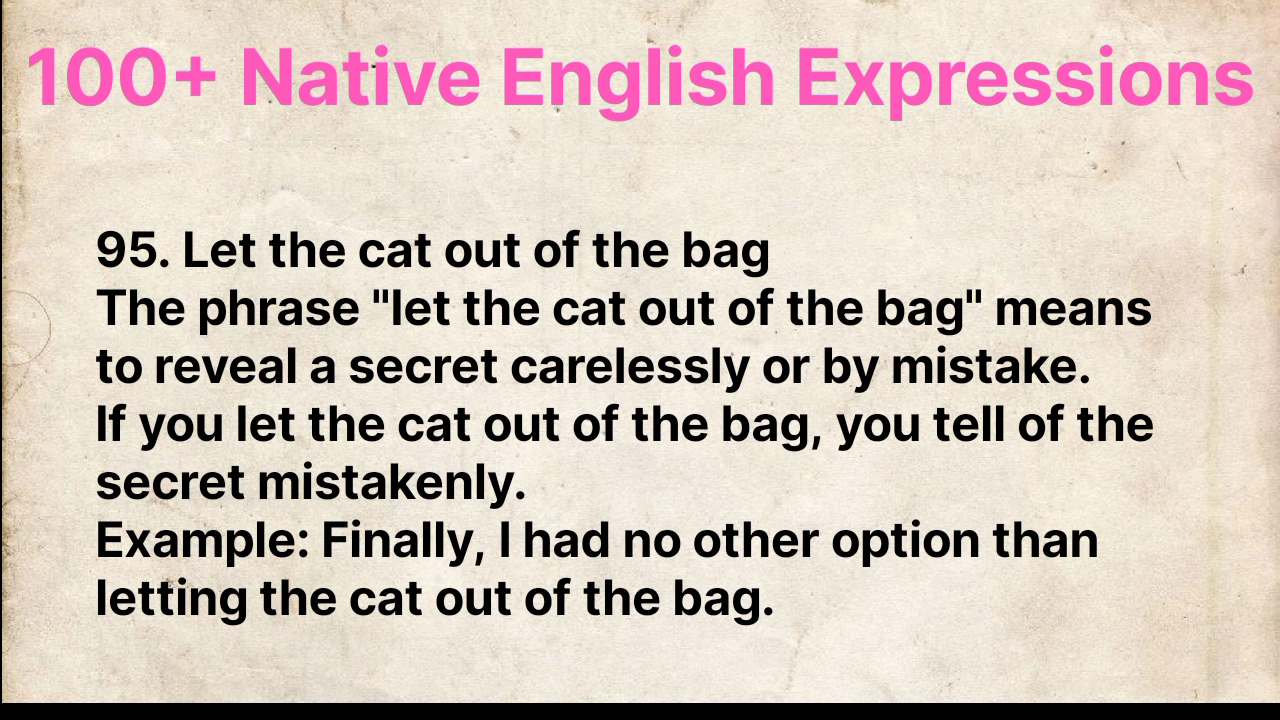 100+ Native English Expressions
95. Let the cat out of the bag
The phrase "let the cat out of the bag" means
to reveal a secret carelessly or by mistake.
If you let the cat out of the bag, you tell of the
secret mistakenly.
Example: Finally, I had no other option than
letting the cat out of the bag.